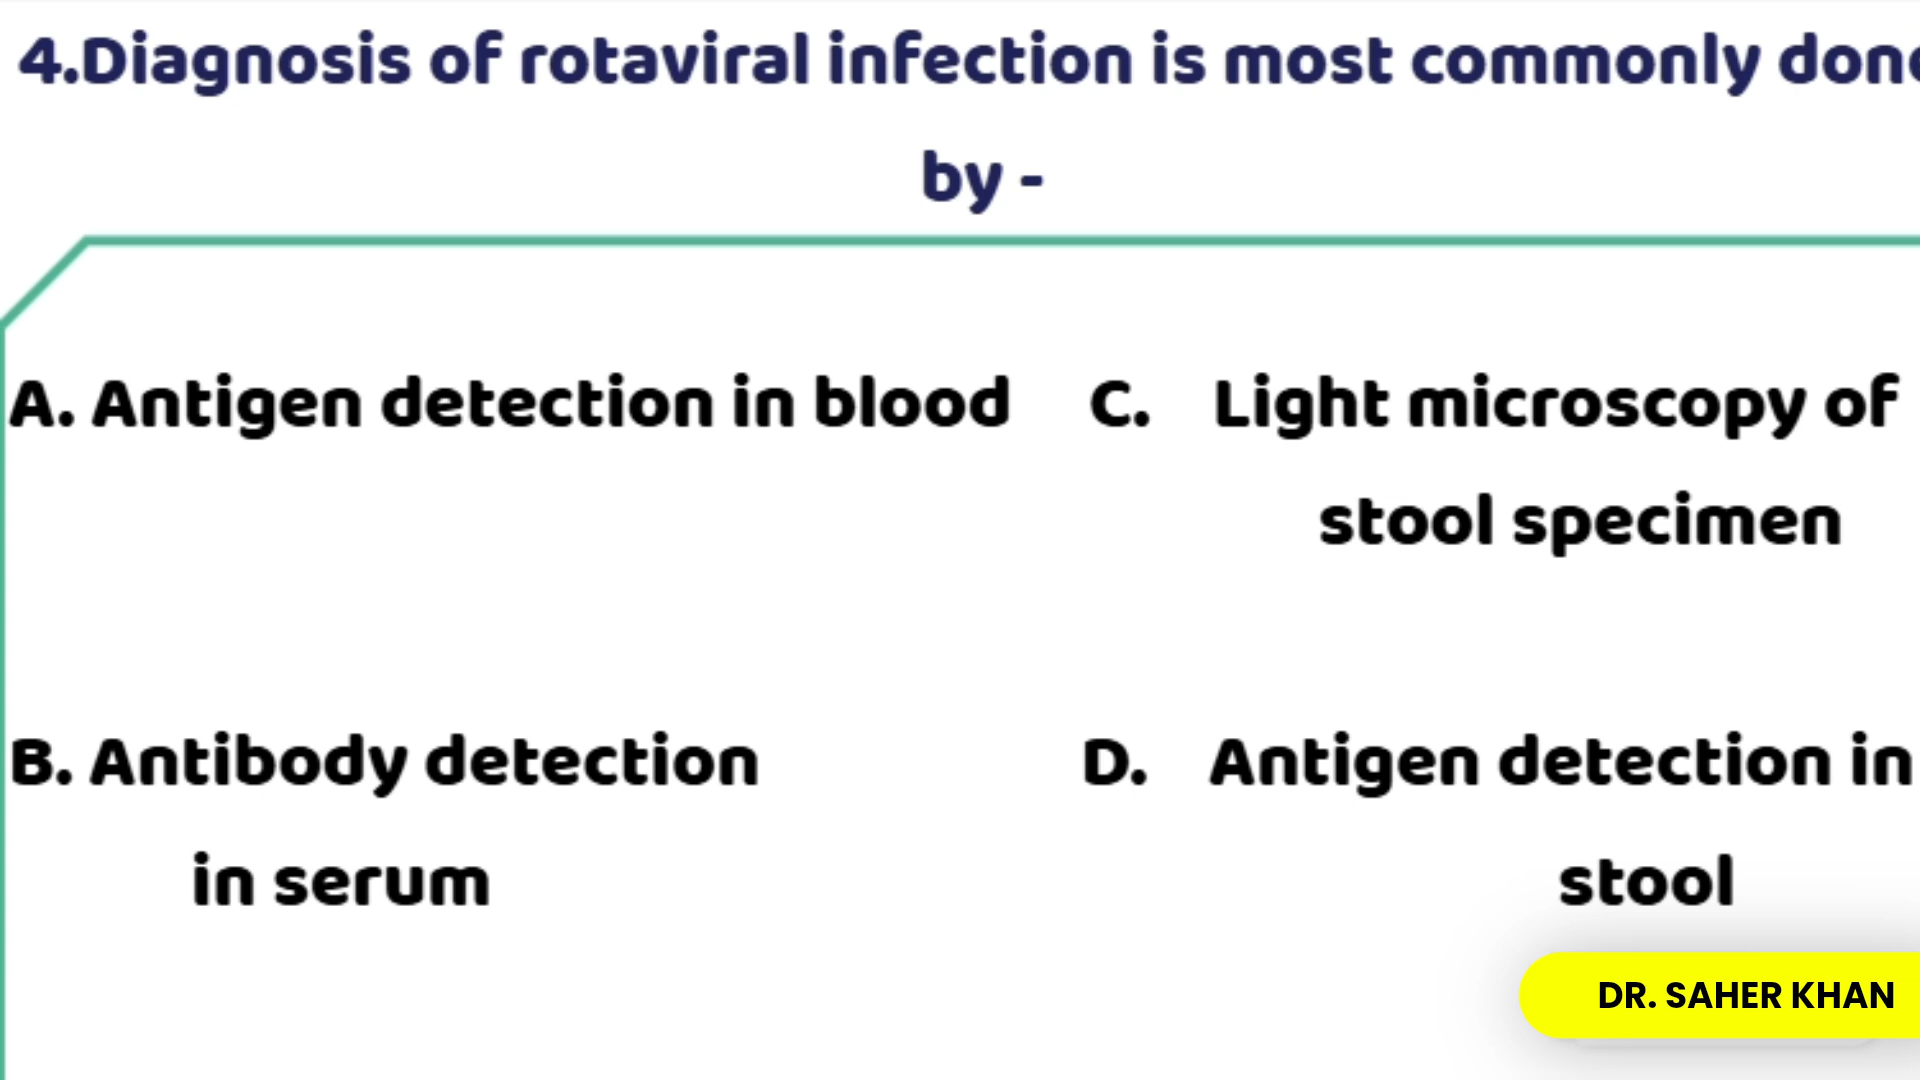 4.Diagnosis of rotaviral infection is most commonly done
by -
A. Antigen detection in blood
C. Light microscopy of
stool specimen
B. Antibody detection
in serum
D. Antigen detection in
stool
DR. SAHER KHAN